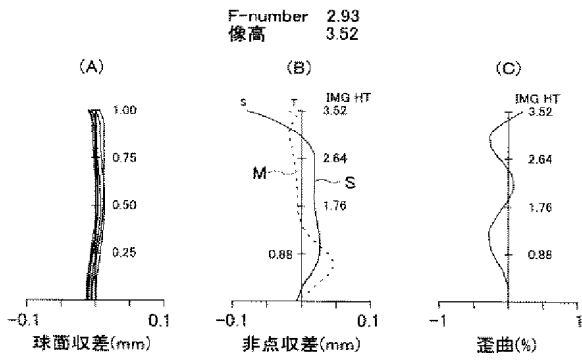 F-number 2.93
像高 3.52
(A) (B) (C)
S T IMG HT IMG HT
1.00 3.52 3.52
0.75 2.64 2.64
M S
0.50 1.76 1.76
0.25 0.88 0.88
-0.1 0.1 -0.1 0.1 -1 1
球面収差(mm) 非点収差(mm) 歪曲(%)